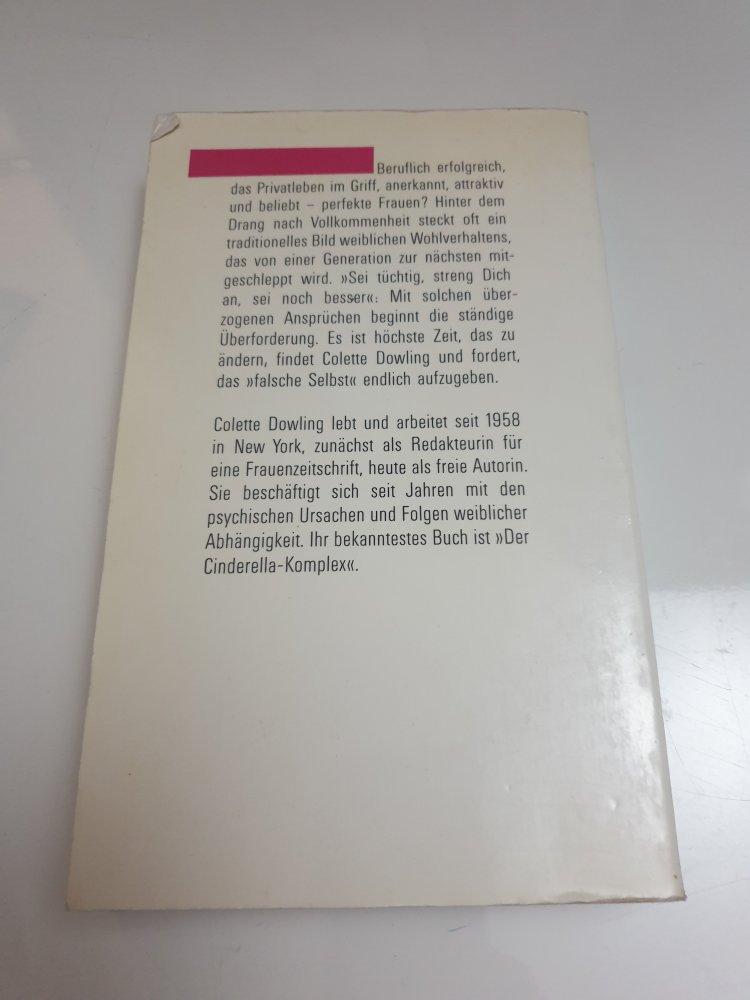 Beruflich erfolgreich,
das Privatleben im Griff, anerkannt, attraktiv
und beliebt – perfekte Frauen? Hinter dem
Drang nach Vollkommenheit steckt oft ein
traditionelles Bild weiblichen Wohlverhaltens,
das von einer Generation zur nächsten mit-
geschleppt wird. »Sei tüchtig, streng Dich
an, sei noch besser«: Mit solchen über-
zogenen Ansprüchen beginnt die ständige
Überforderung. Es ist höchste Zeit, das zu
ändern, findet Colette Dowling und fordert,
das »falsche Selbst« endlich aufzugeben.
Colette Dowling lebt und arbeitet seit 1958
in New York, zunächst als Redakteurin für
eine Frauenzeitschrift, heute als freie Autorin.
Sie beschäftigt sich seit Jahren mit den
psychischen Ursachen und Folgen weiblicher
Abhängigkeit. Ihr bekanntestes Buch ist »Der
Cinderella-Komplex«.